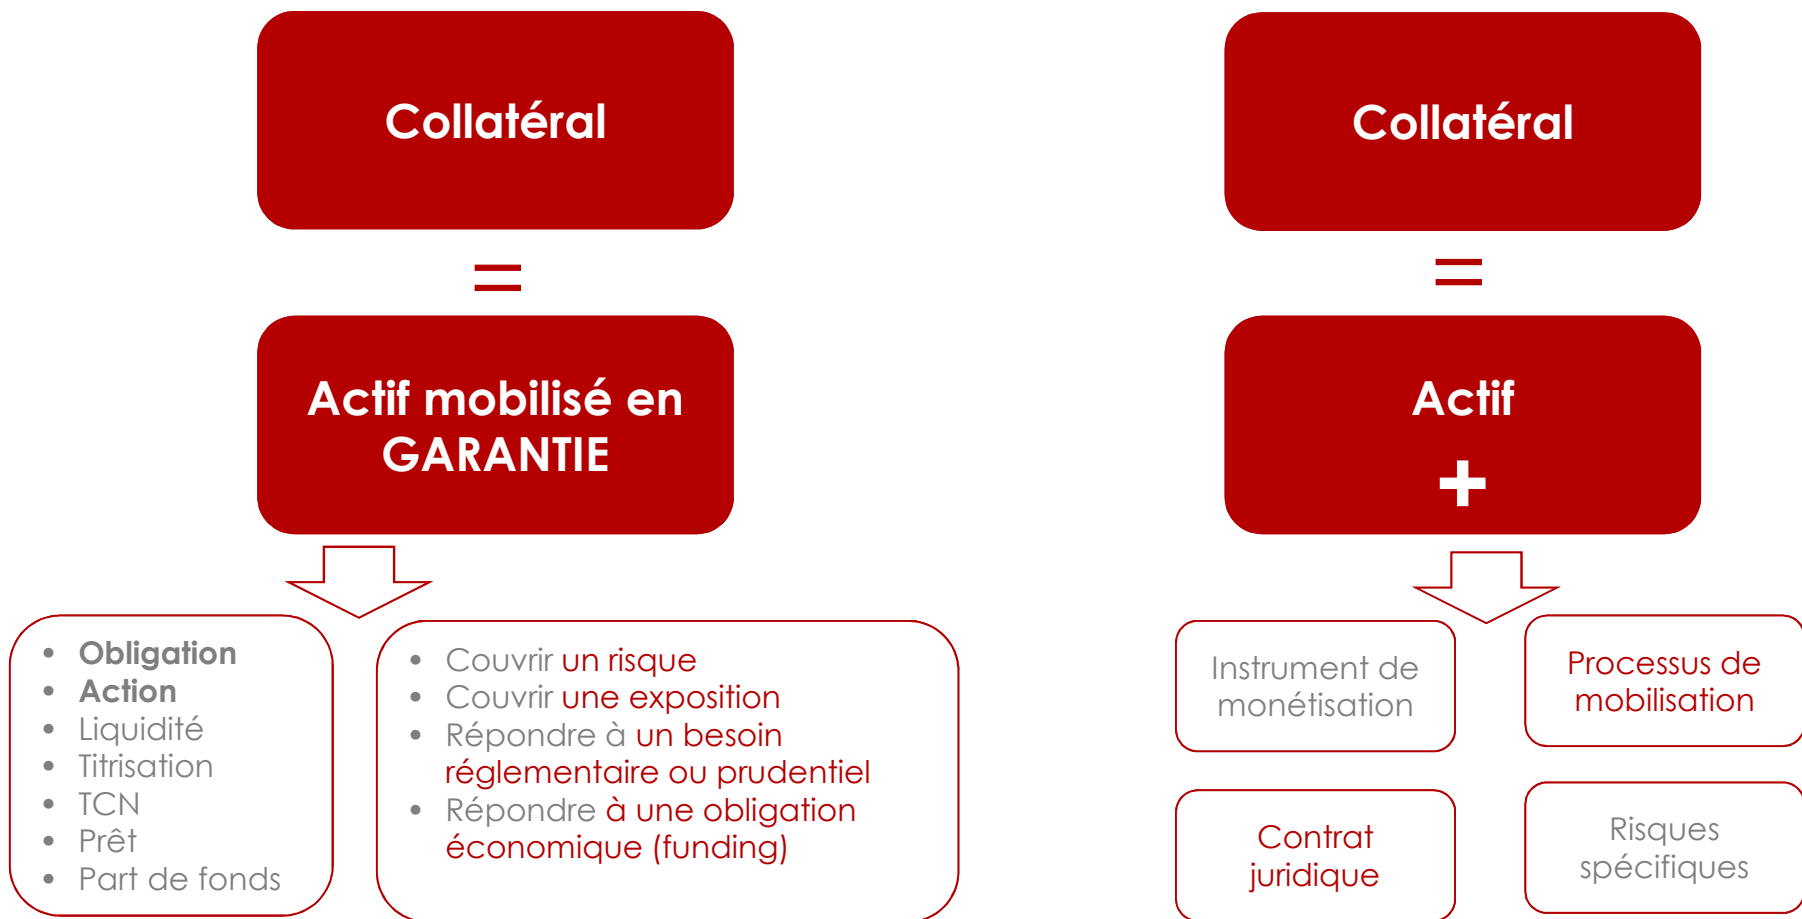 Collatéral
=
Actif mobilisé en
GARANTIE
• Obligation
• Action
• Liquidité
• Titrisation
• TCN
• Prêt
• Part de fonds
• Couvrir un risque
• Couvrir une exposition
• Répondre à un besoin
réglementaire ou prudentiel
• Répondre à une obligation
économique (funding)
Collatéral
=
Actif
+
Instrument de
monétisation
Processus de
mobilisation
Contrat
juridique
Risques
spécifiques